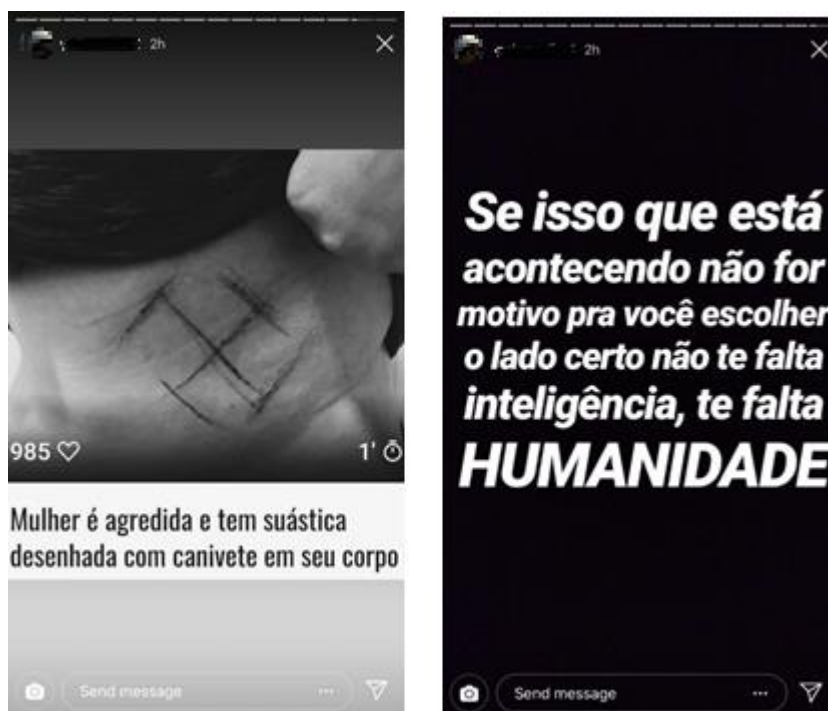 2h
985
1'
Mulher é agredida e tem suástica
desenhada com canivete em seu corpo
Send message
2h
Se isso que está
acontecendo não for
motivo pra você escolher
o lado certo não te falta
inteligência, te falta
HUMANIDADE
Send message